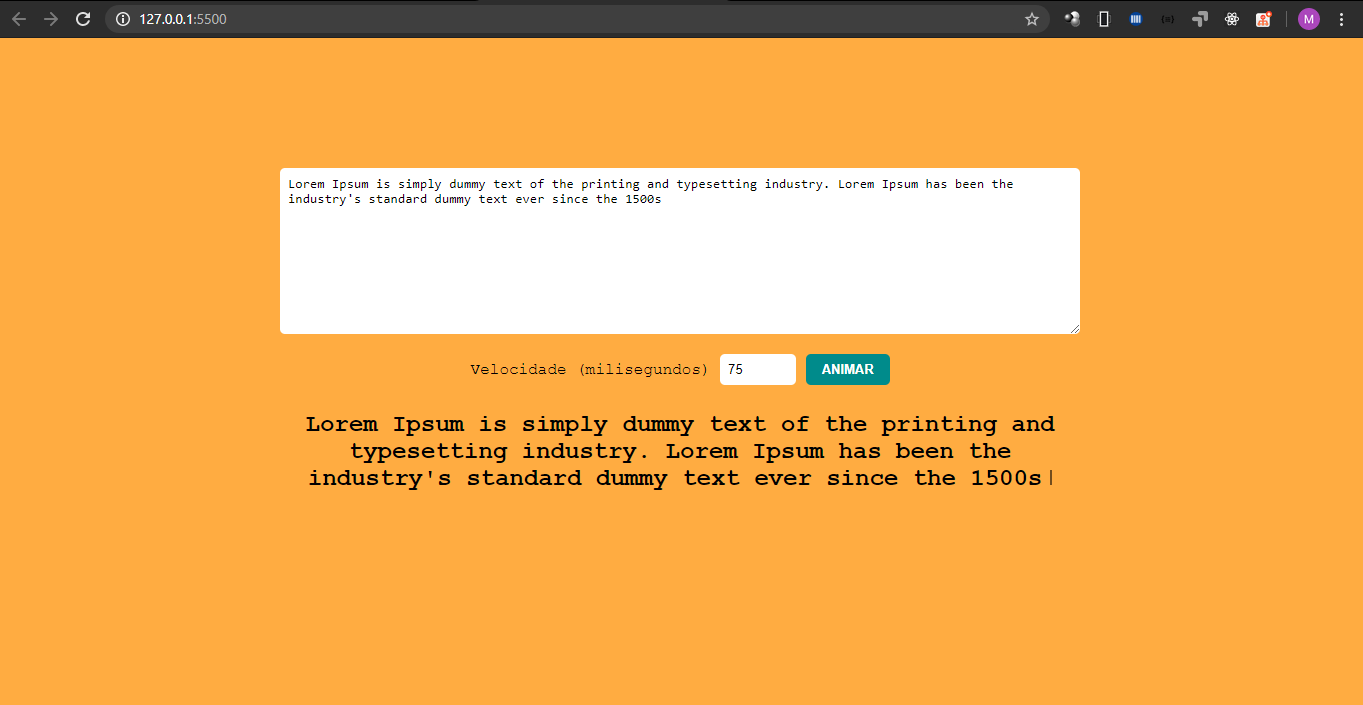 127.0.0.1:5500
M
Lorem Ipsum is simply dummy text of the printing and typesetting industry. Lorem Ipsum has been the
industry's standard dummy text ever since the 1500s
Velocidade (milisegundos) 75 ANIMAR
Lorem Ipsum is simply dummy text of the printing and
typesetting industry. Lorem Ipsum has been the
industry's standard dummy text ever since the 1500s|